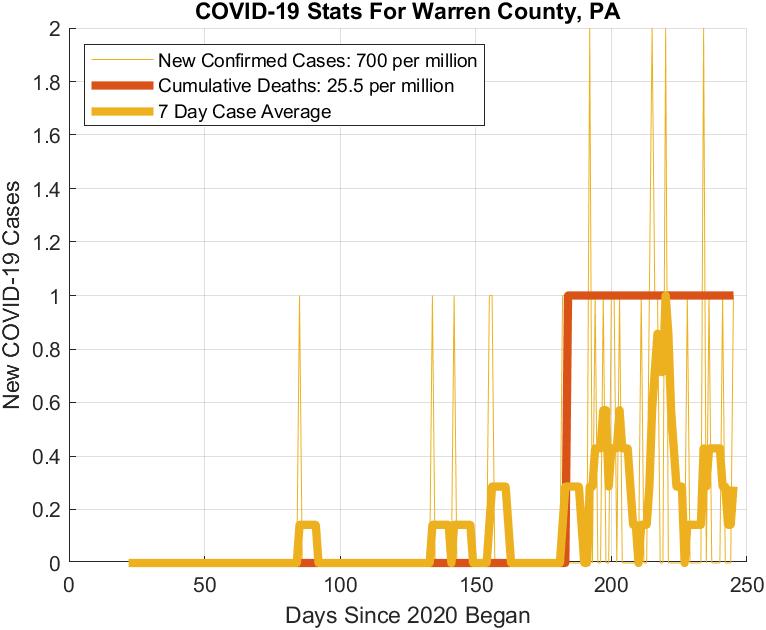 COVID-19 Stats For Warren County, PA
New Confirmed Cases: 700 per million
Cumulative Deaths: 25.5 per million
7 Day Case Average
New COVID-19 Cases
2
1.8
1.6
1.4
1.2
1
0.8
0.6
0.4
0.2
0
0 50 100 150 200 250
Days Since 2020 Began